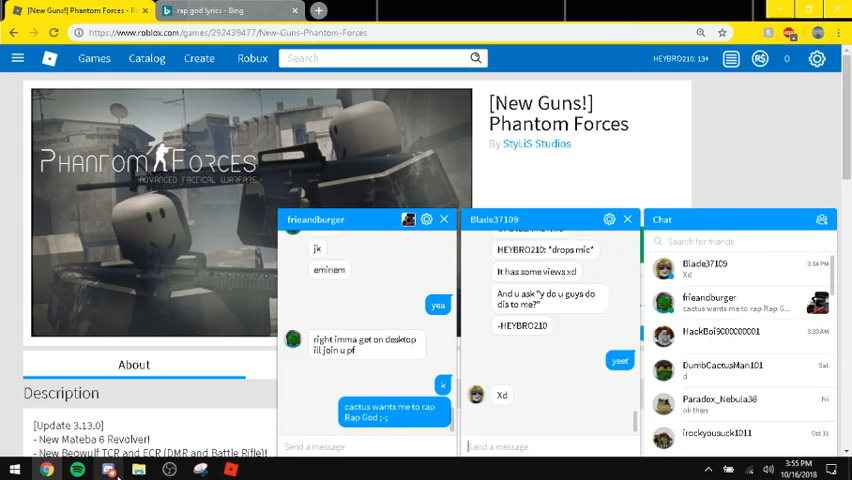 [New Guns!] Phantom Forces - R
rap god lyrics - Bing
https://www.roblox.com/games/292439477/New-Guns-Phantom-Forces
Games Catalog Create Robux Search HEYBRO210: 13+ R$ 0
PHANTOM FORCES
ADVANCED TACTICAL WARFARE
[New Guns!]
Phantom Forces
By StyLiS Studios
frieandburger
jk
eminem
yea
right imma get on desktop
ill join u pf
k
cactus wants me to rap
Rap God ;-;
Send a message
Blade37109
HEYBRO210: *drops mic*
It has some views xd
And u ask "y do u guys do
dis to me?"
-HEYBRO210
yeet
Xd
Send a message
Chat
Search for friends
Blade37109 3:54 PM
Xd
frieandburger
cactus wants me to rap Rap G...
HackBoi9000000001 3:33 AM
DumbCactusMan101 Sat
d
Paradox_Nebula36 Fri
ok then
irockyousuck1011 Oct 11
About
Description
[Update 3.13.0]
- New Mateba 6 Revolver!
- New Beowulf TCR and ECR (DMR and Battle Rifle)!
3:55 PM
10/16/2018